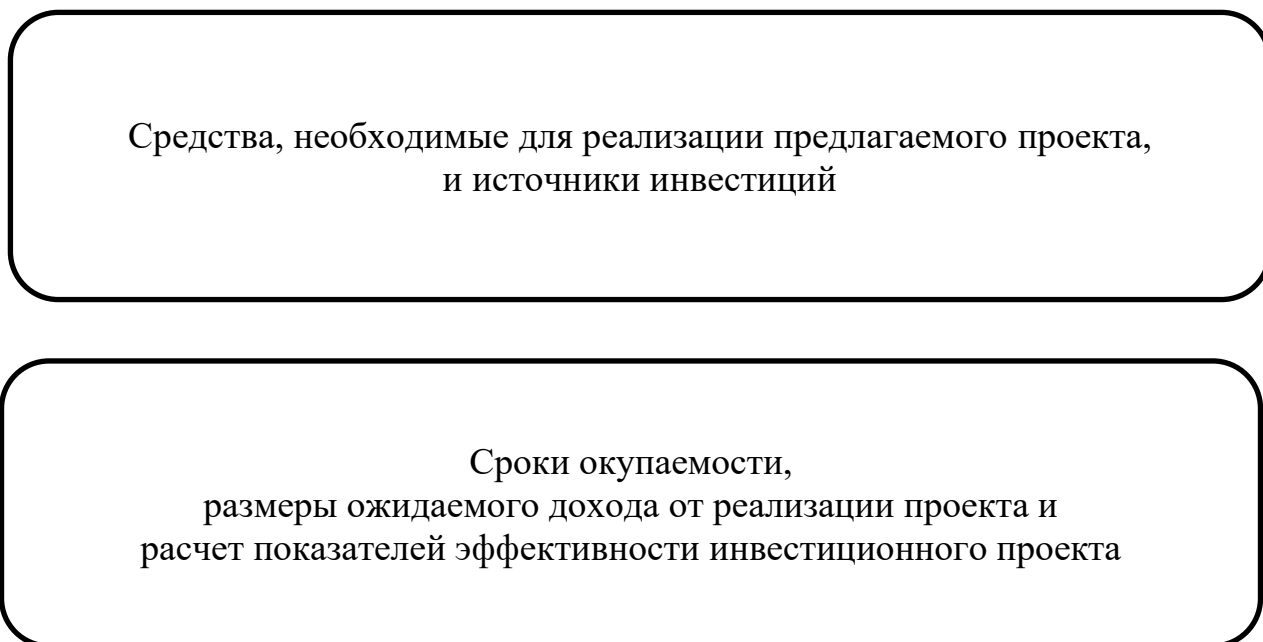 Средства, необходимые для реализации предлагаемого проекта,
и источники инвестиций
Сроки окупаемости,
размеры ожидаемого дохода от реализации проекта и
расчет показателей эффективности инвестиционного проекта